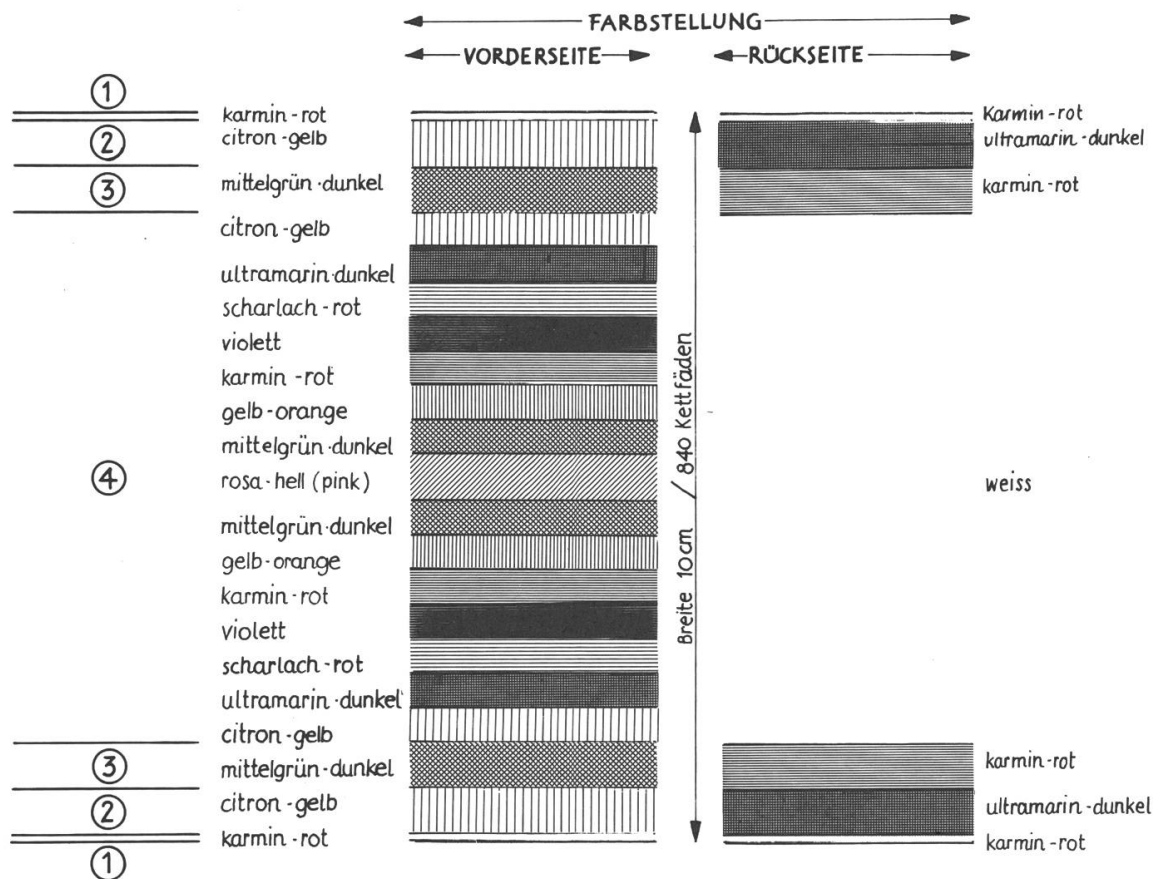 FARBSTELLUNG
VORDERSEITE
RÜCKSEITE
①
②
③
④
③
②
①
karmin-rot
citron-gelb
mittelgrün-dunkel
citron-gelb
ultramarin-dunkel
scharlach-rot
violett
karmin-rot
gelb-orange
mittelgrün-dunkel
rosa-hell (pink)
mittelgrün-dunkel
gelb-orange
karmin-rot
violett
scharlach-rot
ultramarin-dunkel
citron-gelb
mittelgrün-dunkel
citron-gelb
karmin-rot
Breite 10cm / 840 Kettfäden
Karmin-rot
ultramarin-dunkel
karmin-rot
weiss
karmin-rot
ultramarin-dunkel
karmin-rot